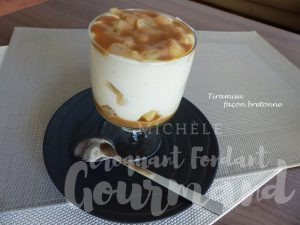 Tiramisu
façon bretonne
MICHÈLE
Croquant Fondant
Gourmand